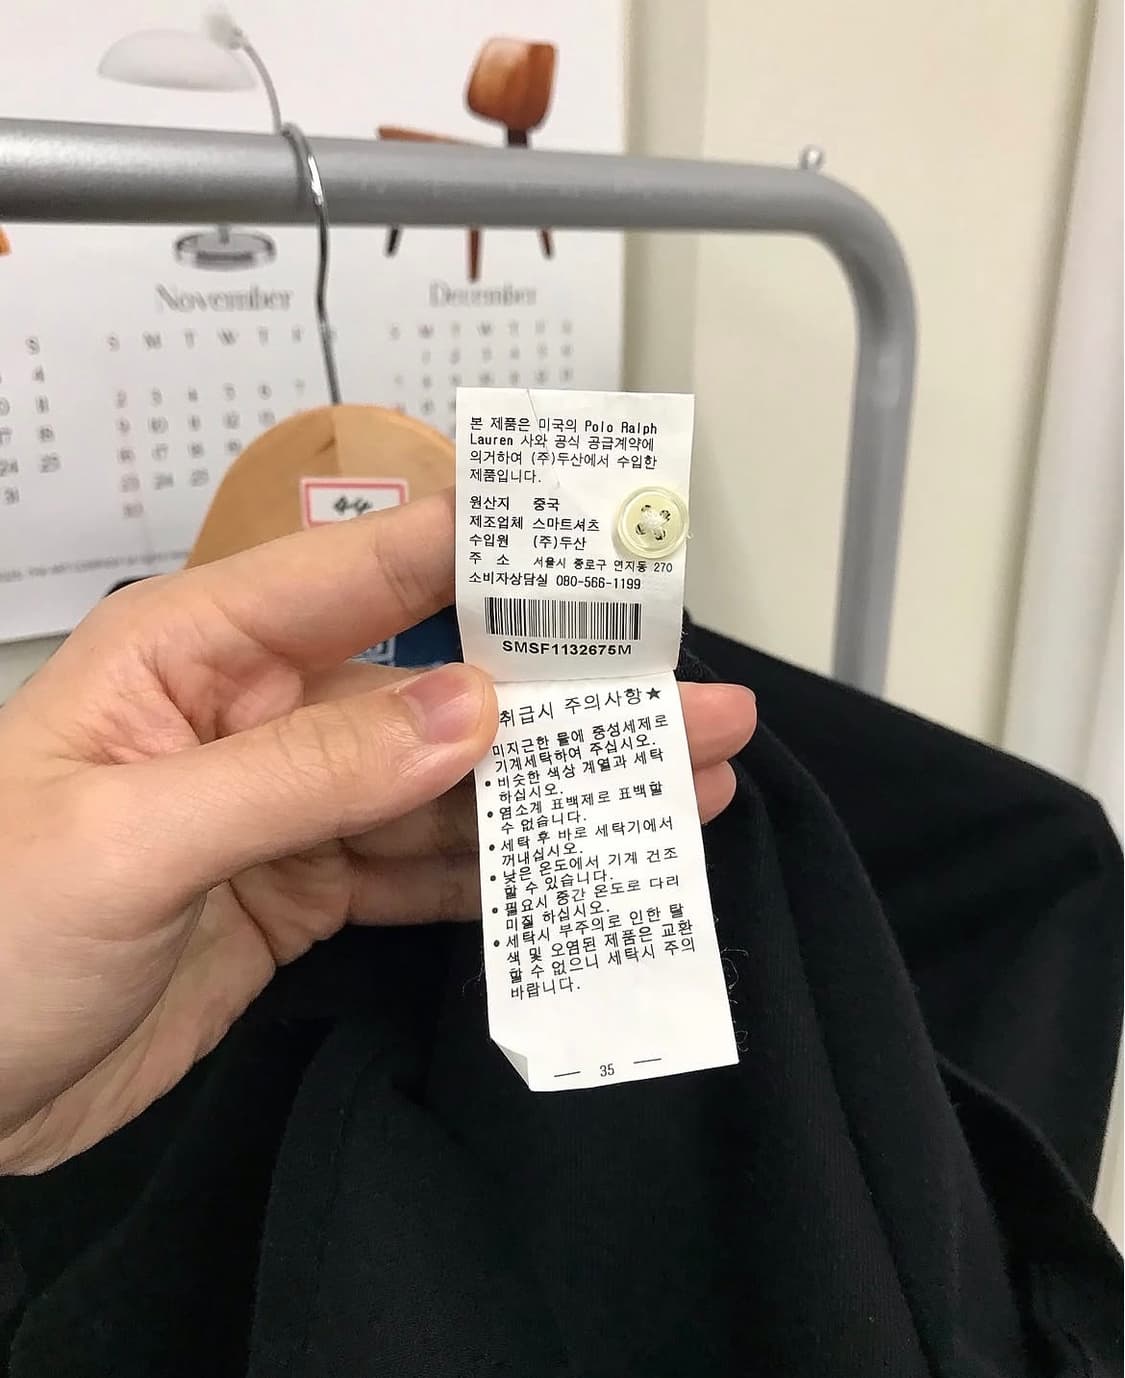 November
December
S M T W T F
S M T W T F S
본 제품은 미국의 Polo Ralph
Lauren 사와 공식 공급계약에
의거하여 (주)두산에서 수입한
제품입니다.
원산지 중국
제조업체 스마트셔츠
수입원 (주)두산
주 소 서울시 종로구 연지동 270
소비자상담실 080-566-1199
SMSF1132675M
취급시 주의사항★
미지근한 물에 중성세제로
기계세탁하여 주십시오.
• 비슷한 색상 계열과 세탁
하십시오.
• 염소계 표백제로 표백할
수 없습니다.
• 세탁 후 바로 세탁기에서
꺼내십시오.
• 낮은 온도에서 기계 건조
할 수 있습니다.
• 필요시 중간 온도로 다리
미질 하십시오.
• 세탁시 부주의로 인한 탈
색 및 오염된 제품은 교환
할 수 없으니 세탁시 주의
바랍니다.
— 35 —